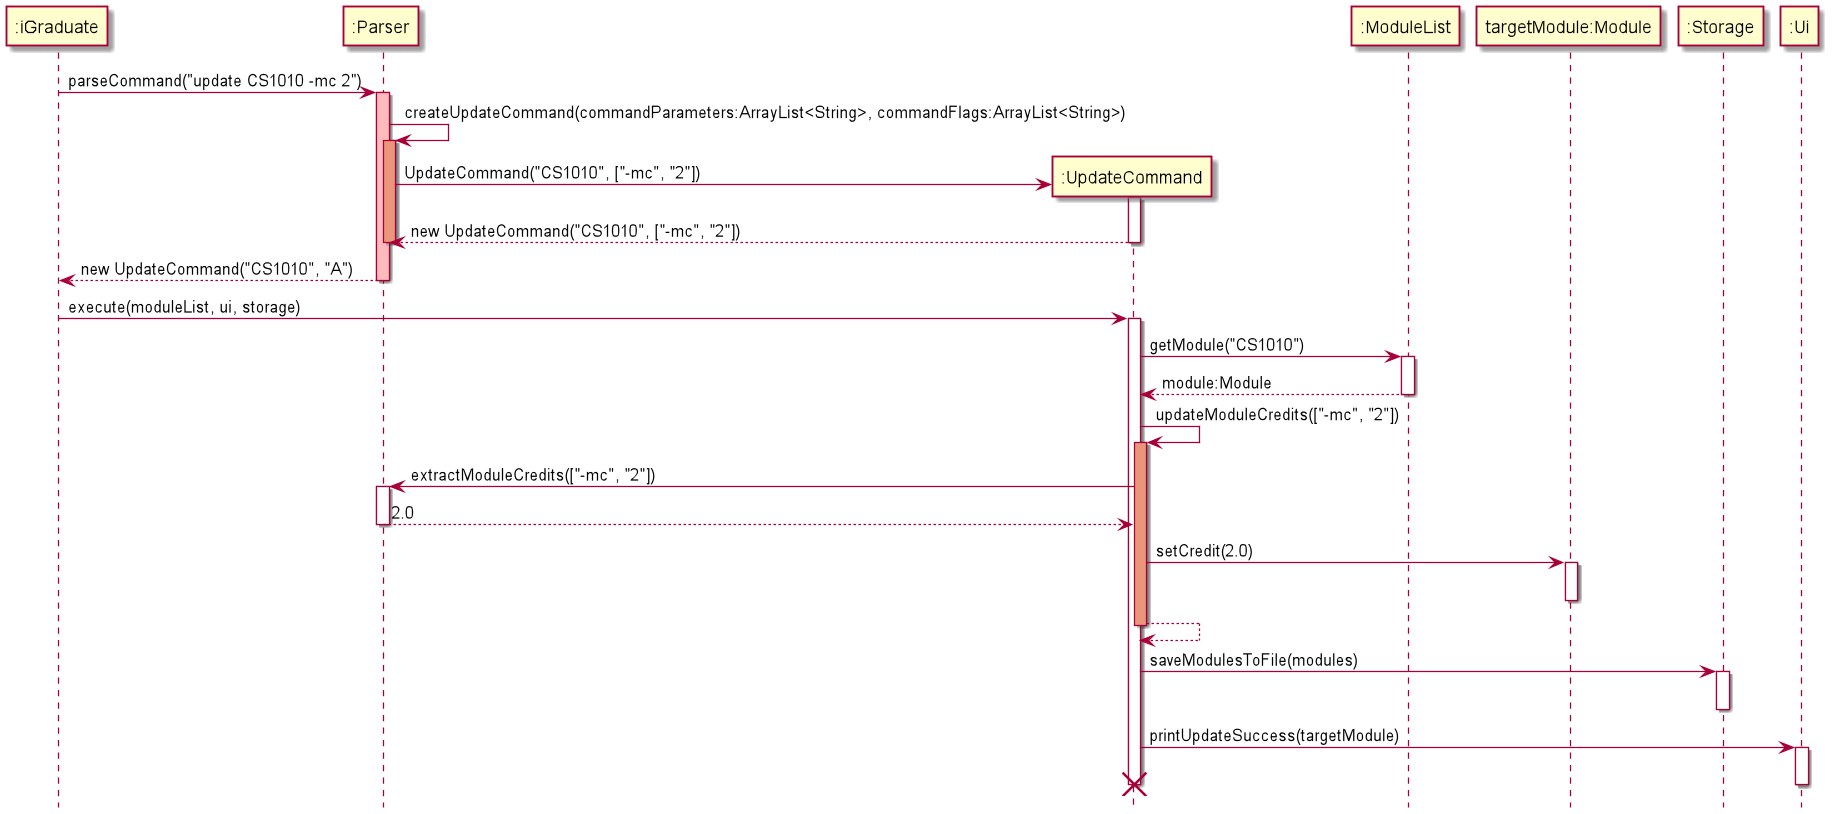 :iGraduate
:Parser
:ModuleList
targetModule:Module
:Storage
:Ui
parseCommand("update CS1010 -mc 2")
createUpdateCommand(commandParameters:ArrayList<String>, commandFlags:ArrayList<String>)
UpdateCommand("CS1010", ["-mc", "2"])
:UpdateCommand
new UpdateCommand("CS1010", ["-mc", "2"])
new UpdateCommand("CS1010", "A")
execute(moduleList, ui, storage)
getModule("CS1010")
module:Module
updateModuleCredits(["-mc", "2"])
extractModuleCredits(["-mc", "2"])
2.0
setCredit(2.0)
saveModulesToFile(modules)
printUpdateSuccess(targetModule)